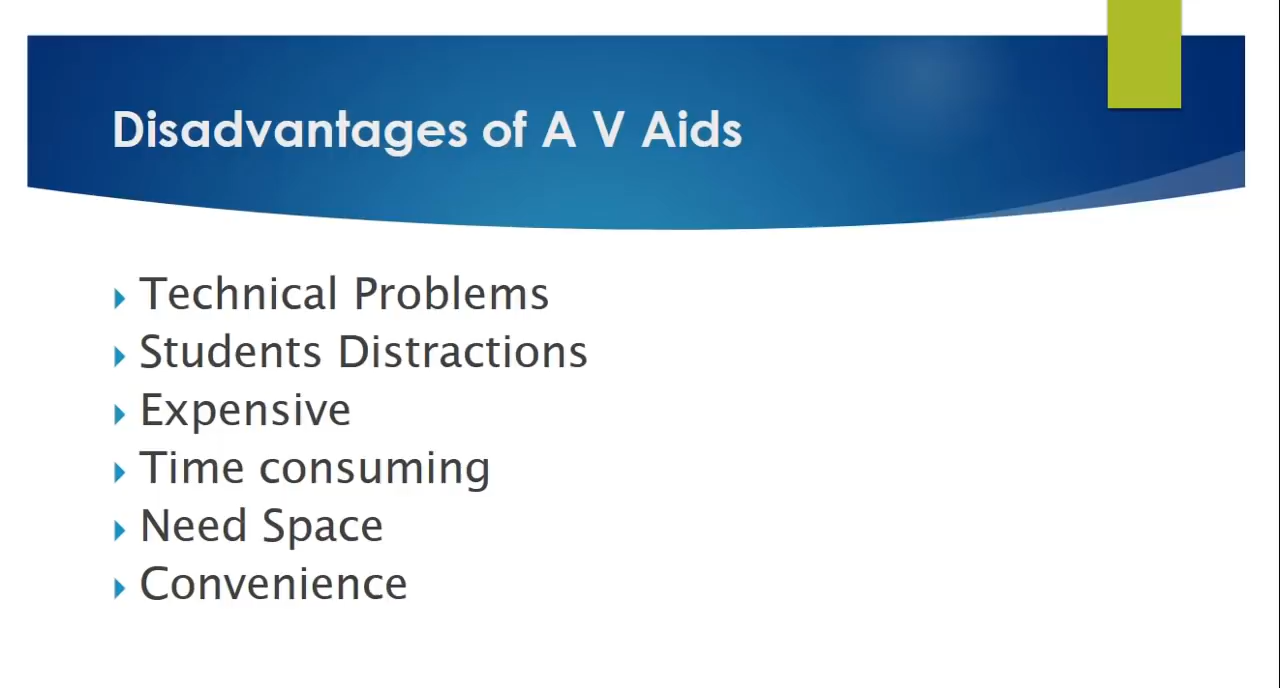 Disadvantages of A V Aids
Technical Problems
Students Distractions
Expensive
Time consuming
Need Space
Convenience